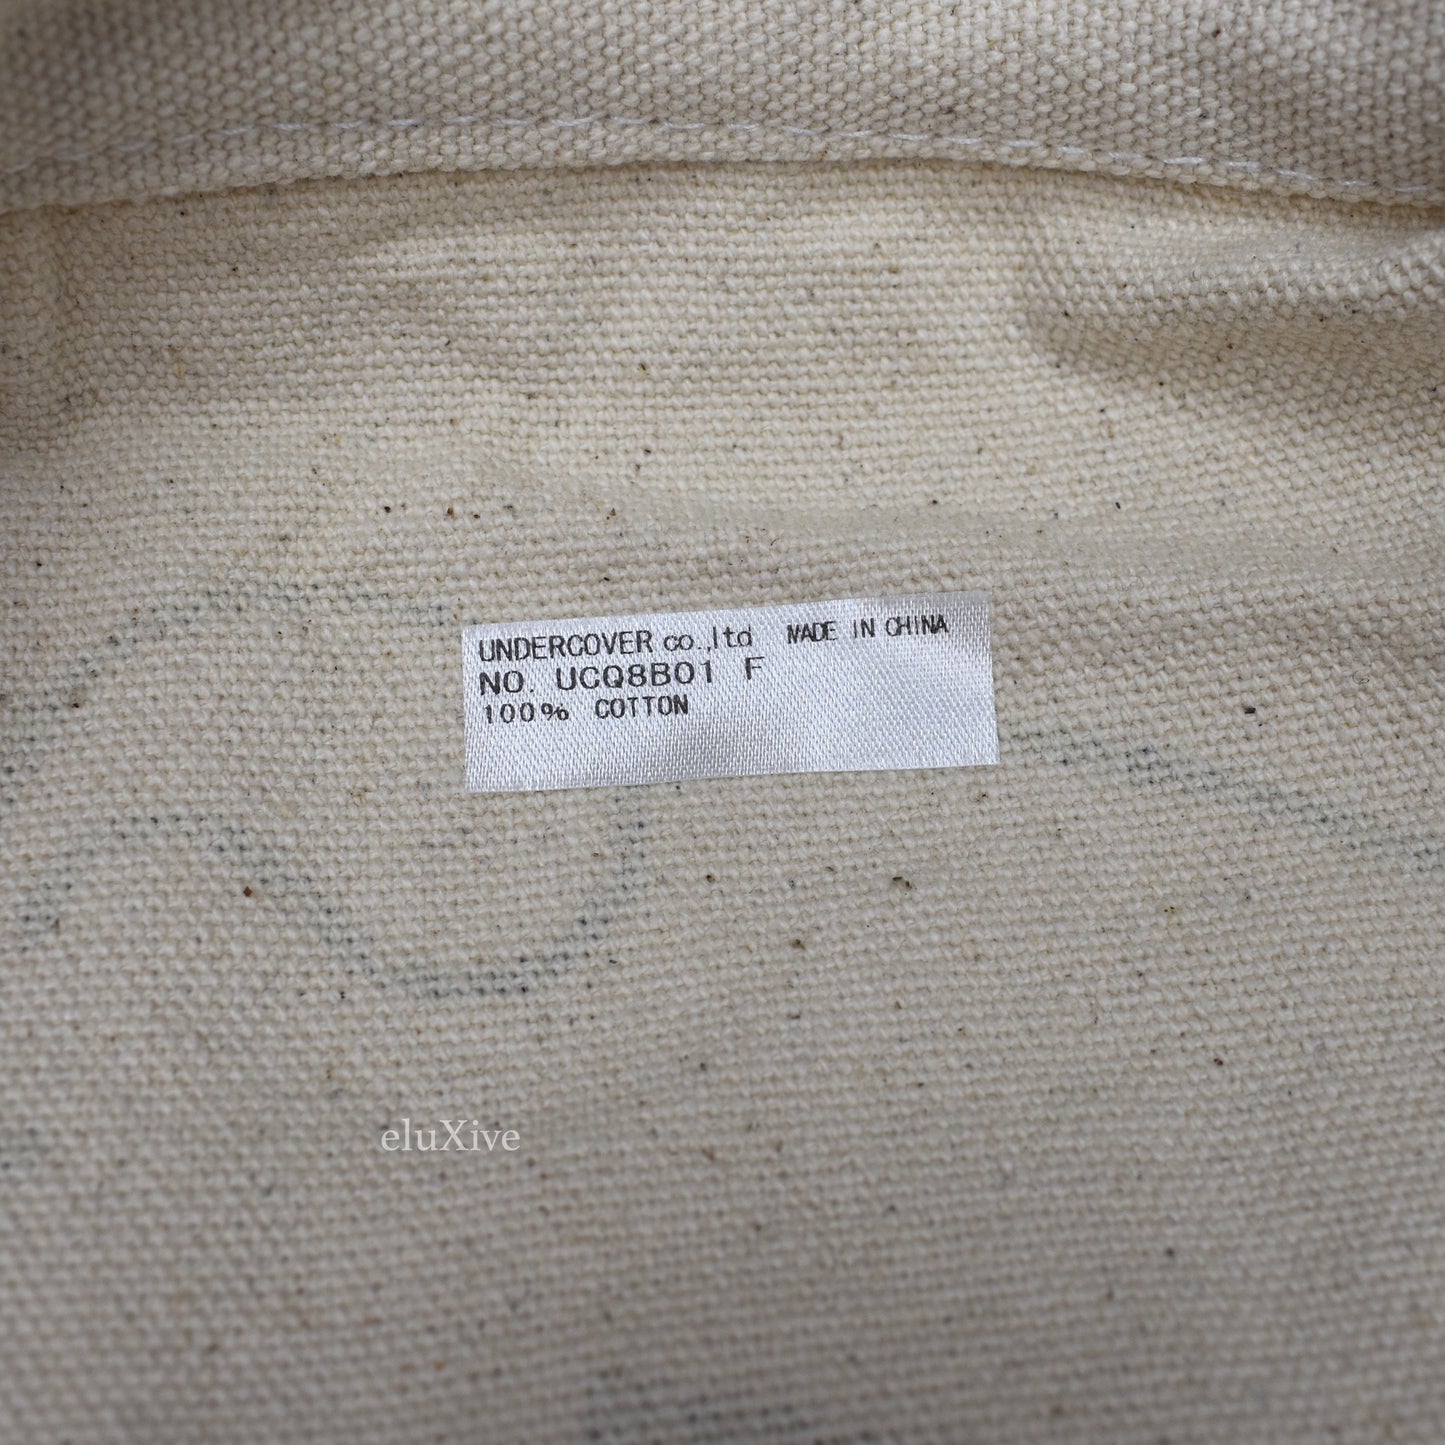 UNDERCOVER co.,ltd MADE IN CHINA
NO. UCQ8B01 F
100% COTTON
eluXive